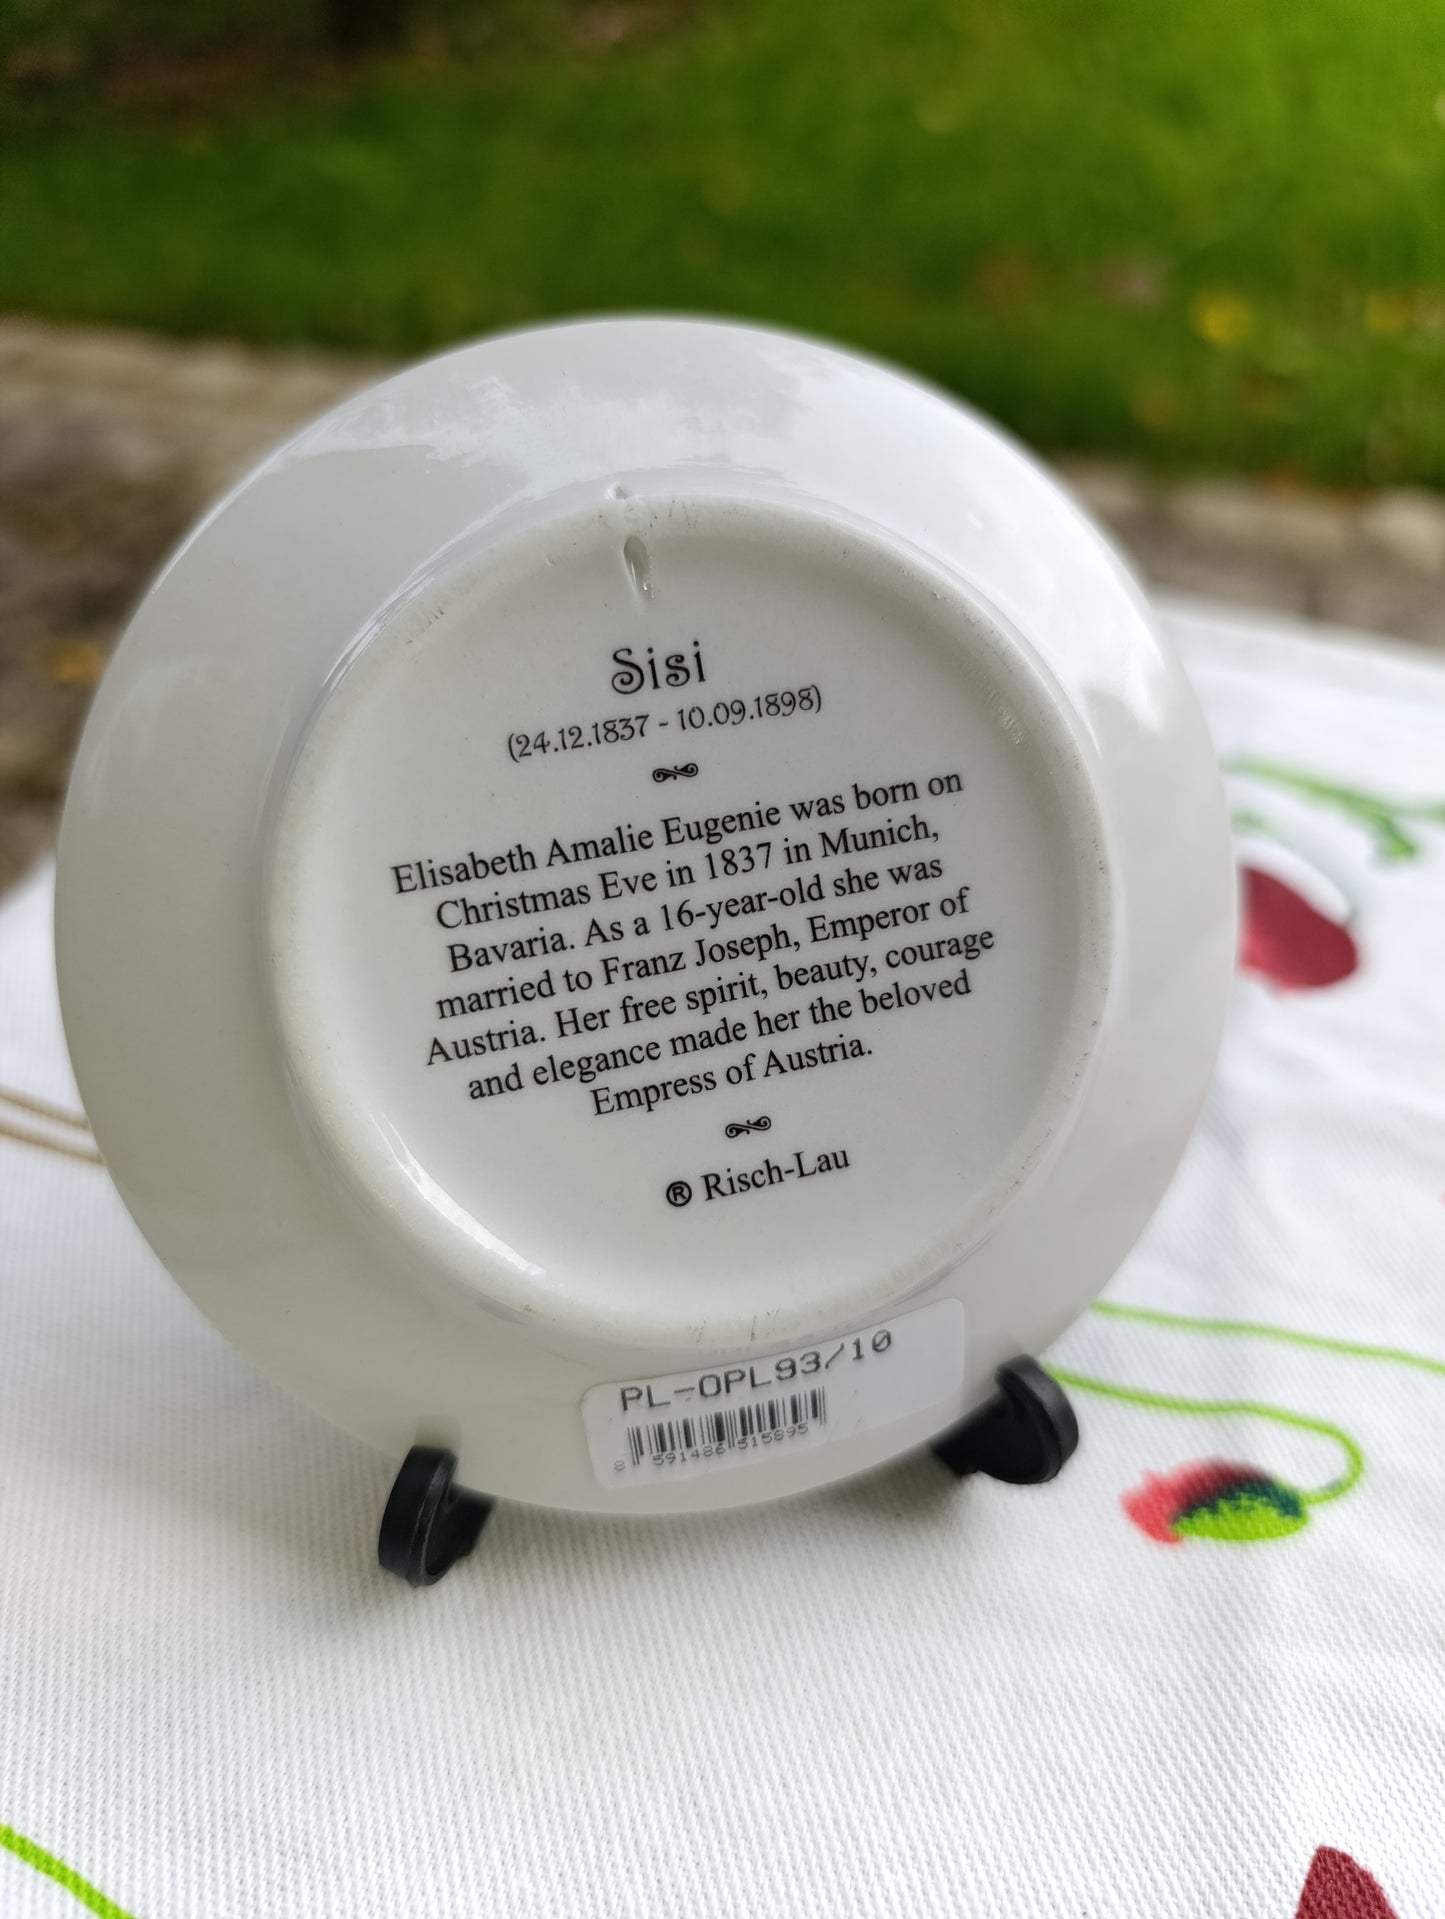 Sisi
(24.12.1837 - 10.09.1898)
Elisabeth Amalie Eugenie was born on
Christmas Eve in 1837 in Munich,
Bavaria. As a 16-year-old she was
married to Franz Joseph, Emperor of
Austria. Her free spirit, beauty, courage
and elegance made her the beloved
Empress of Austria.
® Risch-Lau
PL-OPL93/10
8 591486 515895